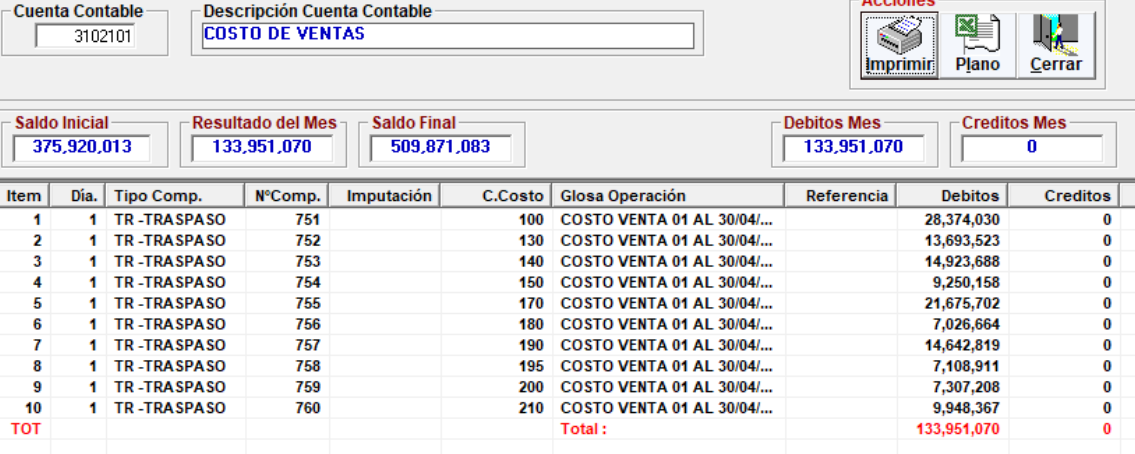 Cuenta Contable Descripción Cuenta Contable Acciones
3102101 COSTO DE VENTAS
Imprimir Plano Cerrar
Saldo Inicial Resultado del Mes Saldo Final Debitos Mes Creditos Mes
375,920,013 133,951,070 509,871,083 133,951,070 0
Item Día. Tipo Comp. NºComp. Imputación C.Costo Glosa Operación Referencia Debitos Creditos
1 1 TR -TRASPASO 751 100 COSTO VENTA 01 AL 30/04/... 28,374,030 0
2 1 TR -TRASPASO 752 130 COSTO VENTA 01 AL 30/04/... 13,693,523 0
3 1 TR -TRASPASO 753 140 COSTO VENTA 01 AL 30/04/... 14,923,688 0
4 1 TR -TRASPASO 754 150 COSTO VENTA 01 AL 30/04/... 9,250,158 0
5 1 TR -TRASPASO 755 170 COSTO VENTA 01 AL 30/04/... 21,675,702 0
6 1 TR -TRASPASO 756 180 COSTO VENTA 01 AL 30/04/... 7,026,664 0
7 1 TR -TRASPASO 757 190 COSTO VENTA 01 AL 30/04/... 14,642,819 0
8 1 TR -TRASPASO 758 195 COSTO VENTA 01 AL 30/04/... 7,108,911 0
9 1 TR -TRASPASO 759 200 COSTO VENTA 01 AL 30/04/... 7,307,208 0
10 1 TR -TRASPASO 760 210 COSTO VENTA 01 AL 30/04/... 9,948,367 0
TOT Total : 133,951,070 0